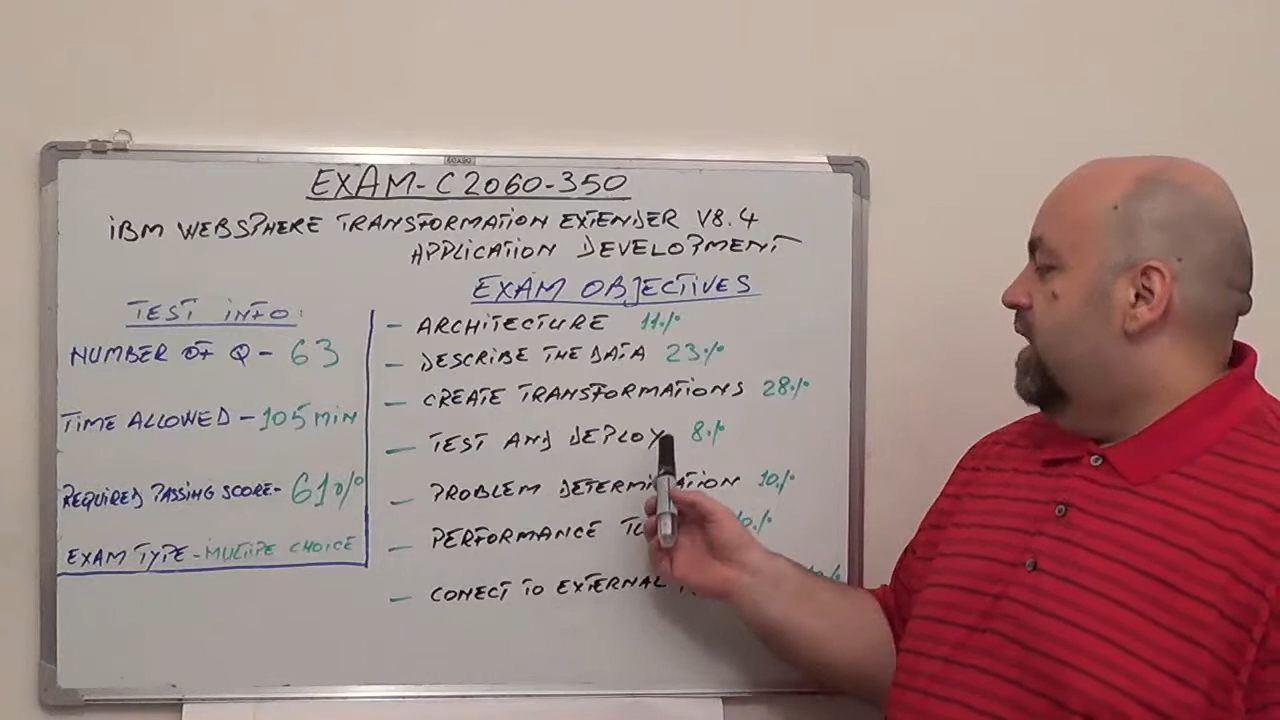 EXAM-C2060-350
IBM WEBSPHERE TRANSFORMATION EXTENDER V8.4
APPLICATION DEVELOPMENT
TEST INFO:
NUMBER OF Q - 63
TIME ALLOWED - 105 MIN
REQUIRED PASSING SCORE - 61%
EXAM TYPE - MULTIPE CHOICE
EXAM OBJECTIVES
- ARCHITECTURE 11%
- DESCRIBE THE DATA 23%
- CREATE TRANSFORMATIONS 28%
- TEST AND DEPLOY 8%
- PROBLEM DETERMINATION 10%
- PERFORMANCE
- CONECT TO EXTERNAL